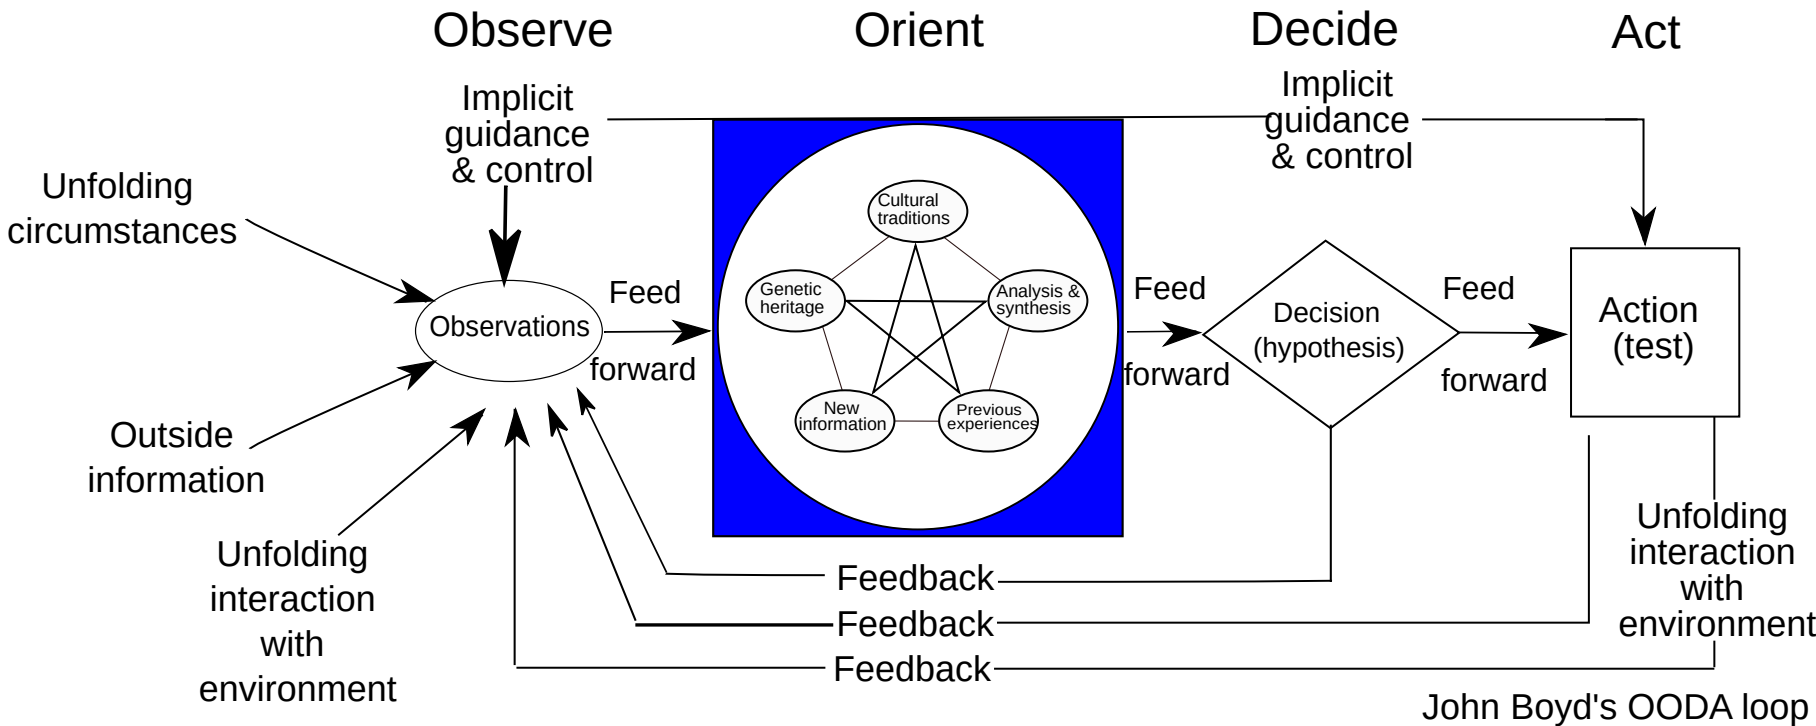 Observe
Orient
Decide
Act
Implicit
guidance
& control
Implicit
guidance
& control
Unfolding
circumstances
Cultural
traditions
Genetic
heritage
Analysis &
synthesis
New
information
Previous
experiences
Observations
Feed
forward
Feed
forward
Decision
(hypothesis)
Feed
forward
Action
(test)
Outside
information
Unfolding
interaction
with
environment
Unfolding
interaction
with
environment
Feedback
Feedback
Feedback
John Boyd's OODA loop